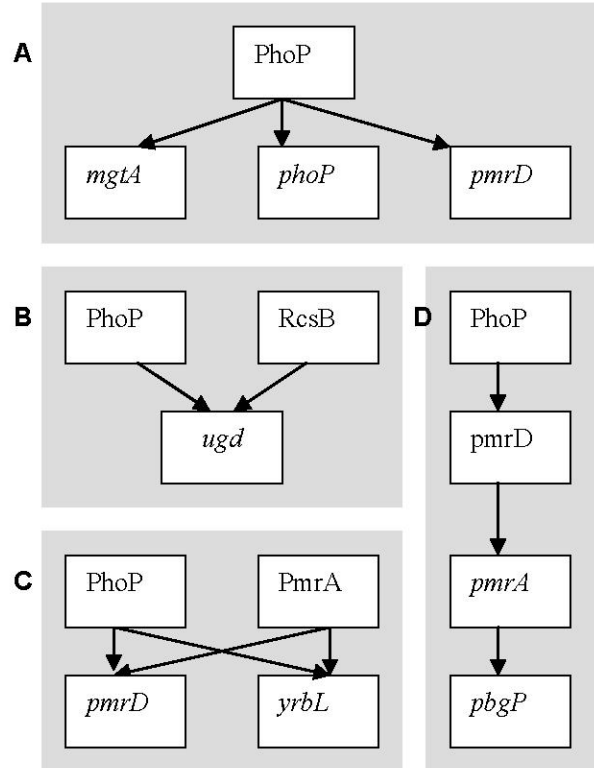 A
PhoP
mgtA
phoP
pmrD
B
PhoP
RcsB
ugd
D
PhoP
pmrD
pmrA
pbgP
C
PhoP
PmrA
pmrD
yrbL